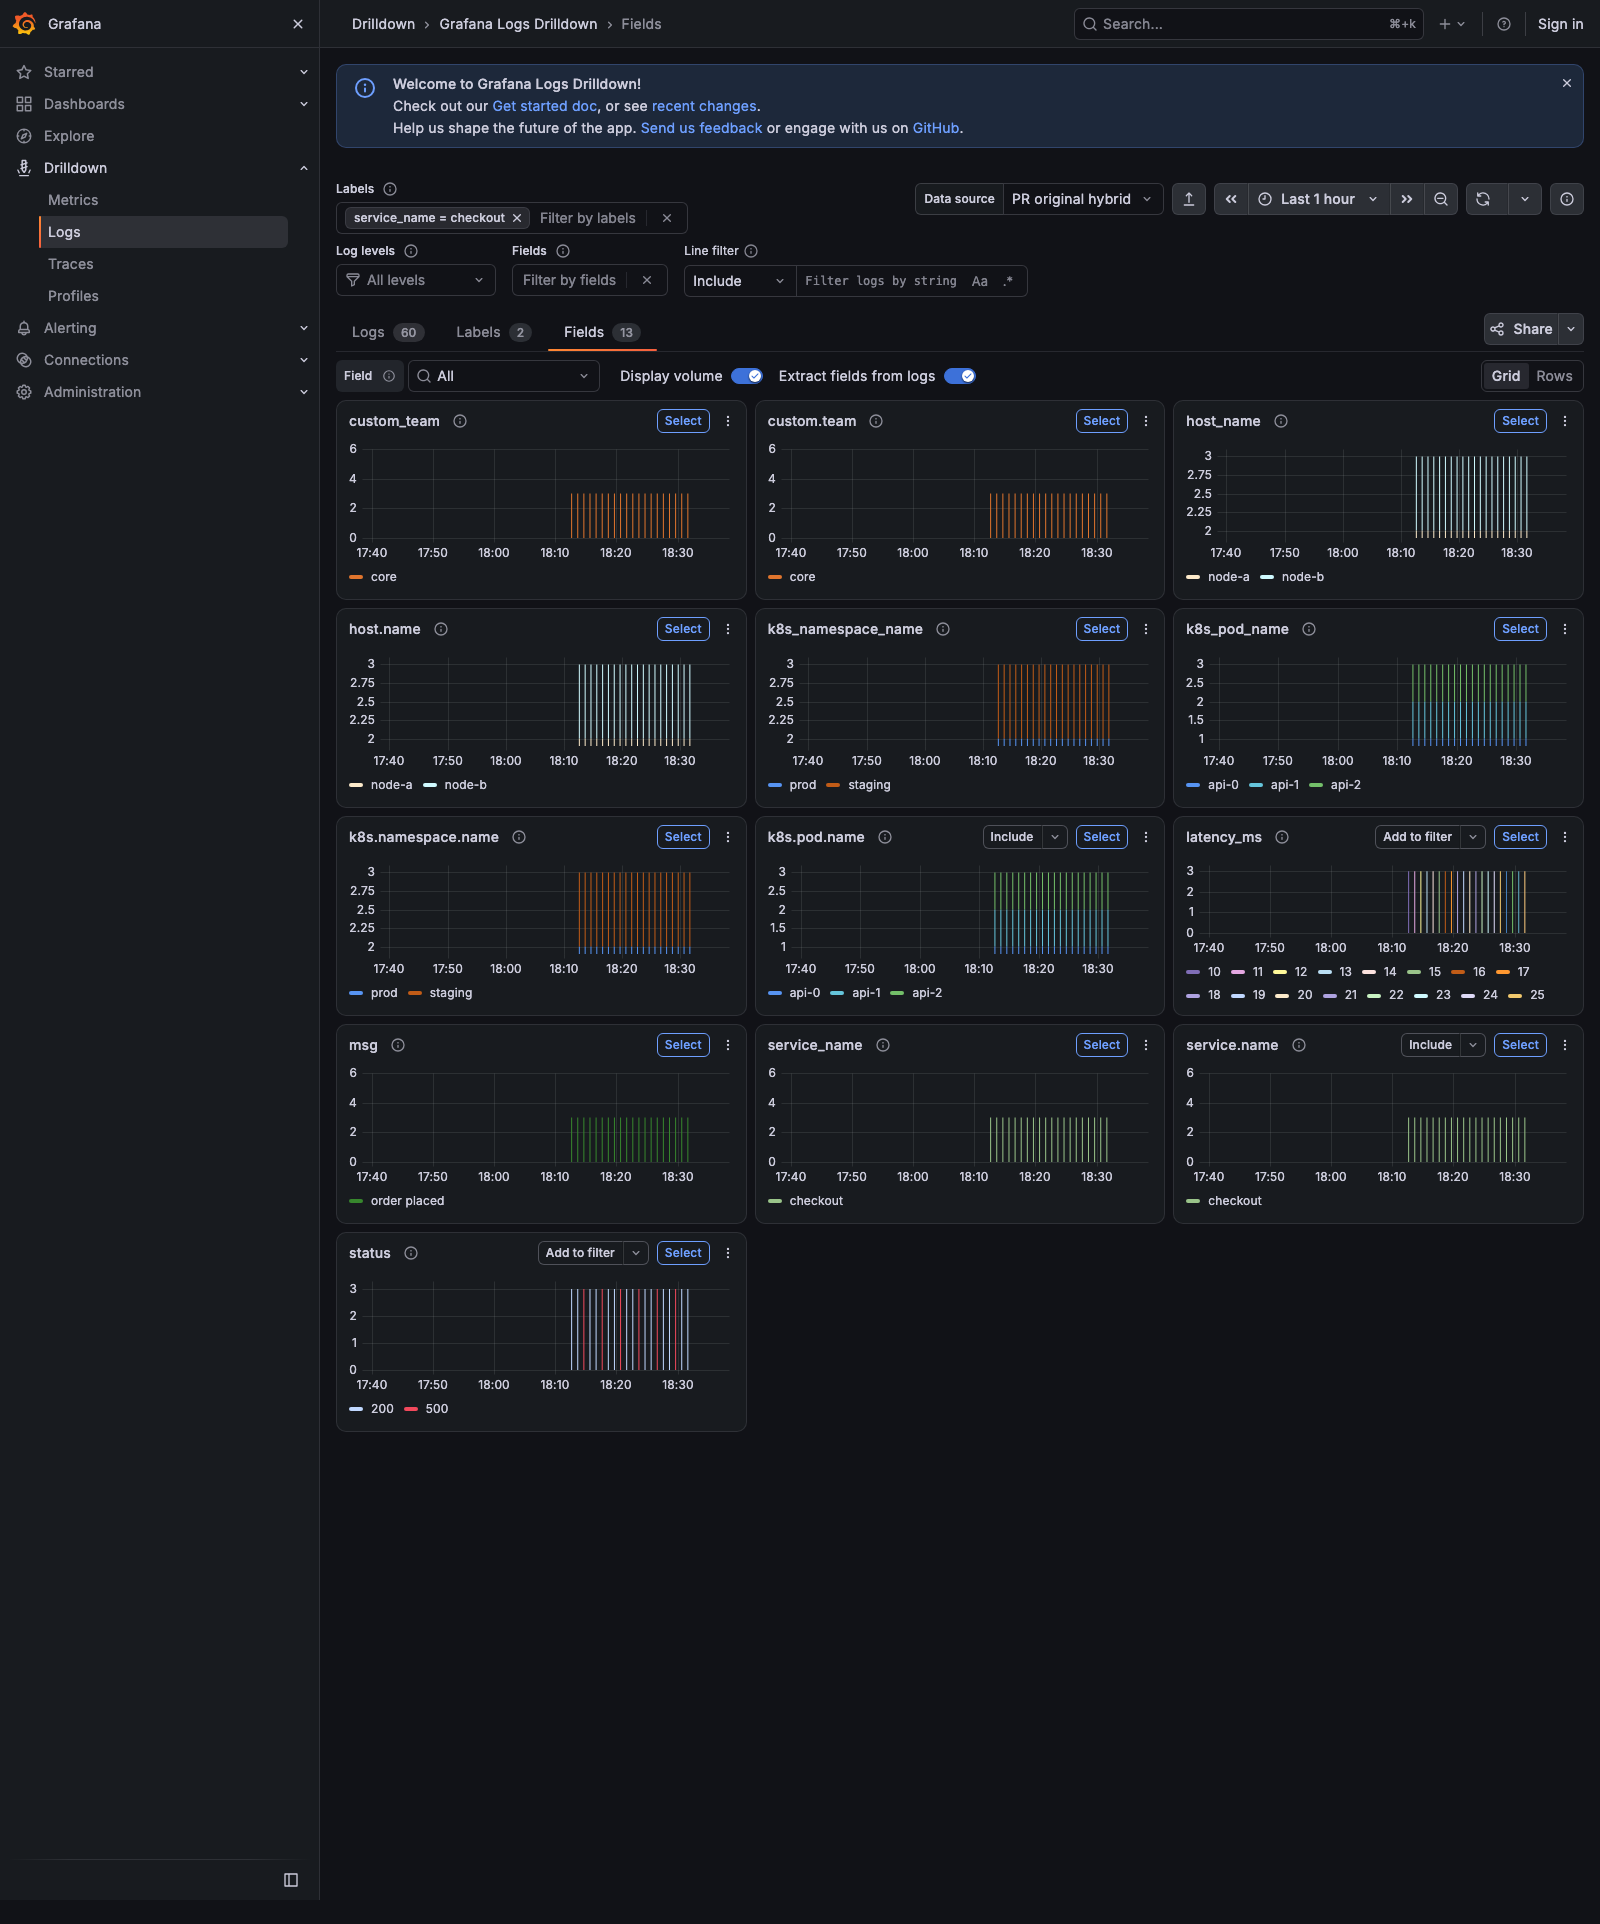 Grafana
Drilldown › Grafana Logs Drilldown › Fields
Search...
⌘+k
Sign in
Starred
Dashboards
Explore
Drilldown
Metrics
Logs
Traces
Profiles
Alerting
Connections
Administration
Welcome to Grafana Logs Drilldown!
Check out our Get started doc, or see recent changes.
Help us shape the future of the app. Send us feedback or engage with us on GitHub.
Labels
service_name = checkout
Filter by labels
Data source
PR original hybrid
Last 1 hour
Log levels
All levels
Fields
Filter by fields
Line filter
Include
Filter logs by string
Aa
.*
Logs 60
Labels 2
Fields 13
Share
Field
All
Display volume
Extract fields from logs
Grid
Rows
custom_team
Select
6
4
2
0
17:40 17:50 18:00 18:10 18:20 18:30
core
custom.team
Select
6
4
2
0
17:40 17:50 18:00 18:10 18:20 18:30
core
host_name
Select
3
2.75
2.5
2.25
2
17:40 17:50 18:00 18:10 18:20 18:30
node-a node-b
host.name
Select
3
2.75
2.5
2.25
2
17:40 17:50 18:00 18:10 18:20 18:30
node-a node-b
k8s_namespace_name
Select
3
2.75
2.5
2.25
2
17:40 17:50 18:00 18:10 18:20 18:30
prod staging
k8s_pod_name
Select
3
2.5
2
1.5
1
17:40 17:50 18:00 18:10 18:20 18:30
api-0 api-1 api-2
k8s.namespace.name
Select
3
2.75
2.5
2.25
2
17:40 17:50 18:00 18:10 18:20 18:30
prod staging
k8s.pod.name
Include
Select
3
2.5
2
1.5
1
17:40 17:50 18:00 18:10 18:20 18:30
api-0 api-1 api-2
latency_ms
Add to filter
Select
3
2
1
0
17:40 17:50 18:00 18:10 18:20 18:30
10 11 12 13 14 15 16 17
18 19 20 21 22 23 24 25
msg
Select
6
4
2
0
17:40 17:50 18:00 18:10 18:20 18:30
order placed
service_name
Select
6
4
2
0
17:40 17:50 18:00 18:10 18:20 18:30
checkout
service.name
Include
Select
6
4
2
0
17:40 17:50 18:00 18:10 18:20 18:30
checkout
status
Add to filter
Select
3
2
1
0
17:40 17:50 18:00 18:10 18:20 18:30
200 500